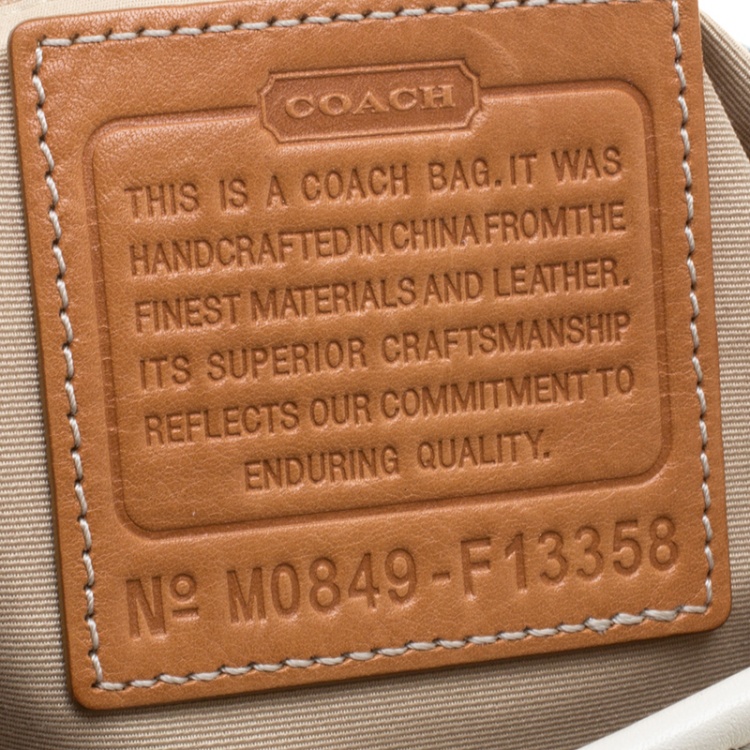 COACH
THIS IS A COACH BAG. IT WAS
HANDCRAFTED IN CHINA FROM THE
FINEST MATERIALS AND LEATHER.
ITS SUPERIOR CRAFTSMANSHIP
REFLECTS OUR COMMITMENT TO
ENDURING QUALITY.
Nº M0849-F13358